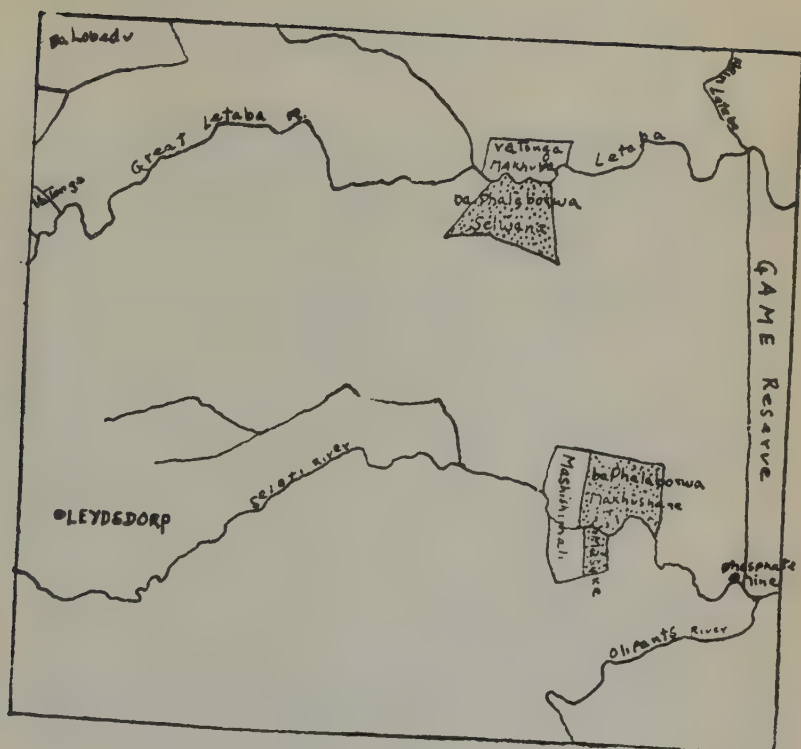 BaLobedu
Great Letaba R.
Letaba
Letaba
vaTonga
Makhuva
baPhalaborwa
Selwane
GAME Reserve
Selati River
LEYDSDORP
Mashishimali
baPhalaborwa
Makhushane
phosphate
Mine
Olifants River